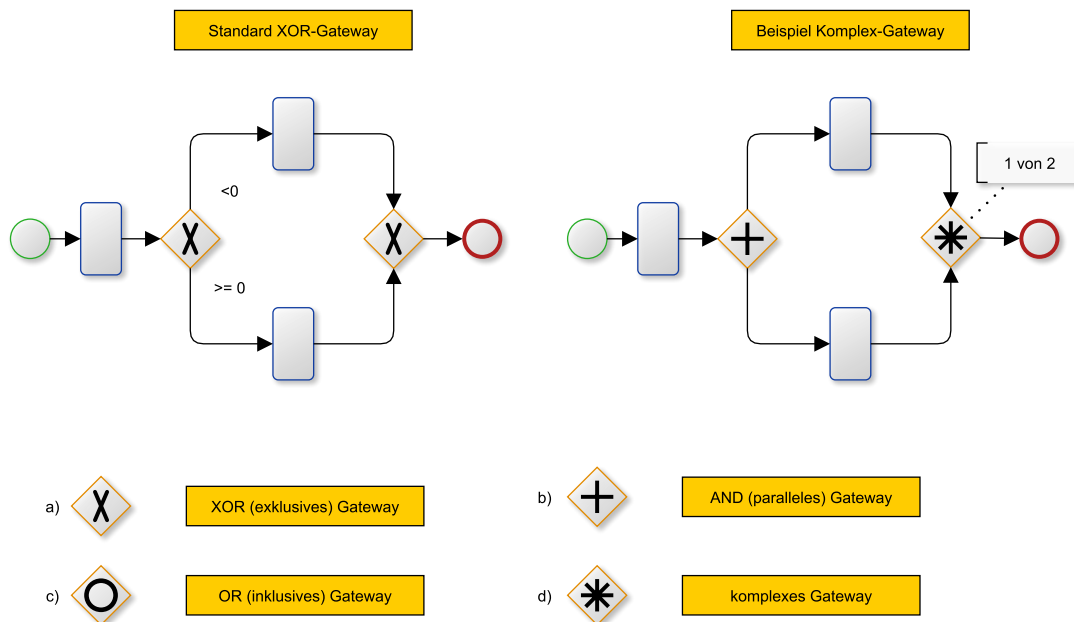 Standard XOR-Gateway
Beispiel Komplex-Gateway
1 von 2
<0
>= 0
a)
XOR (exklusives) Gateway
b)
AND (paralleles) Gateway
c)
OR (inklusives) Gateway
d)
komplexes Gateway